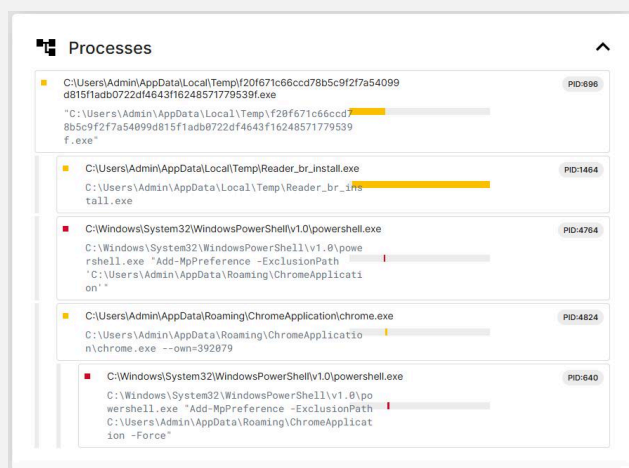 Processes
C:\Users\Admin\AppData\Local\Temp\f20f671c66ccd78b5c9f2f7a54099
d815f1adb0722df4643f16248571779539f.exe
PID:696
"C:\Users\Admin\AppData\Local\Temp\f20f671c66ccd7
8b5c9f2f7a54099d815f1adb0722df4643f16248571779539
f.exe"
C:\Users\Admin\AppData\Local\Temp\Reader_br_install.exe
PID:1464
C:\Users\Admin\AppData\Local\Temp\Reader_br_ins
tall.exe
C:\Windows\System32\WindowsPowerShell\v1.0\powershell.exe
PID:4764
C:\Windows\System32\WindowsPowerShell\v1.0\powe
rshell.exe "Add-MpPreference -ExclusionPath
'C:\Users\Admin\AppData\Roaming\ChromeApplicati
on'"
C:\Users\Admin\AppData\Roaming\ChromeApplication\chrome.exe
PID:4824
C:\Users\Admin\AppData\Roaming\ChromeApplicatio
n\chrome.exe --own=392079
C:\Windows\System32\WindowsPowerShell\v1.0\powershell.exe
PID:640
C:\Windows\System32\WindowsPowerShell\v1.0\po
wershell.exe "Add-MpPreference -ExclusionPath
C:\Users\Admin\AppData\Roaming\ChromeApplicat
ion -Force"